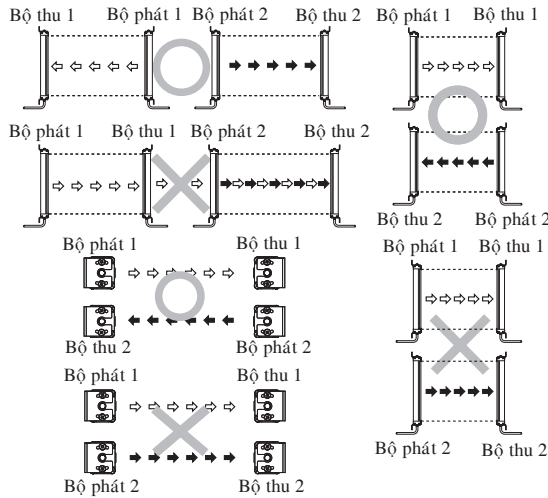 Bộ thu 1 Bộ phát 1 Bộ phát 2 Bộ thu 2
Bộ phát 1 Bộ thu 1 Bộ phát 2 Bộ thu 2
Bộ phát 1 Bộ thu 1
Bộ thu 2 Bộ phát 2
Bộ phát 1 Bộ thu 1
Bộ phát 2 Bộ thu 2
Bộ phát 1 Bộ thu 1
Bộ thu 2 Bộ phát 2
Bộ phát 1 Bộ thu 1
Bộ phát 2 Bộ thu 2